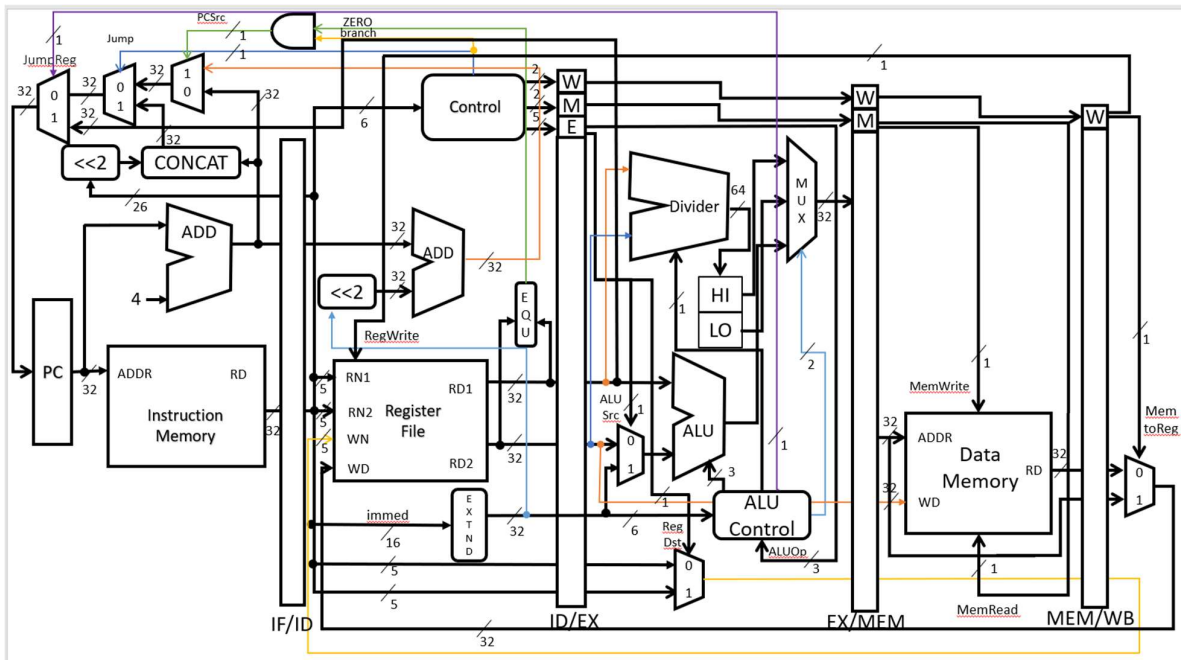 PCSrc
ZERO
branch
Jump
JumpReg
1
1
1
1
32
32
32
32
32
32
0
1
0
1
1
0
<<2
CONCAT
26
6
Control
2
2
5
W
M
E
W
M
W
ADD
4
32
32
ADD
32
<<2
E
Q
U
Divider
64
1
HI
LO
M
U
X
32
2
PC
32
ADDR
RD
Instruction
Memory
32
RegWrite
5
5
5
RN1
RN2
WN
WD
RD1
RD2
Register
File
32
32
ALU
Src
1
0
1
ALU
3
1
MemWrite
1
32
32
ADDR
WD
RD
Data
Memory
32
1
Mem
toReg
0
1
immed
16
E
X
T
N
D
32
6
1
ALU
Control
Reg
Dst
ALUOp
3
0
1
5
5
1
MemRead
IF/ID
ID/EX
EX/MEM
MEM/WB
32